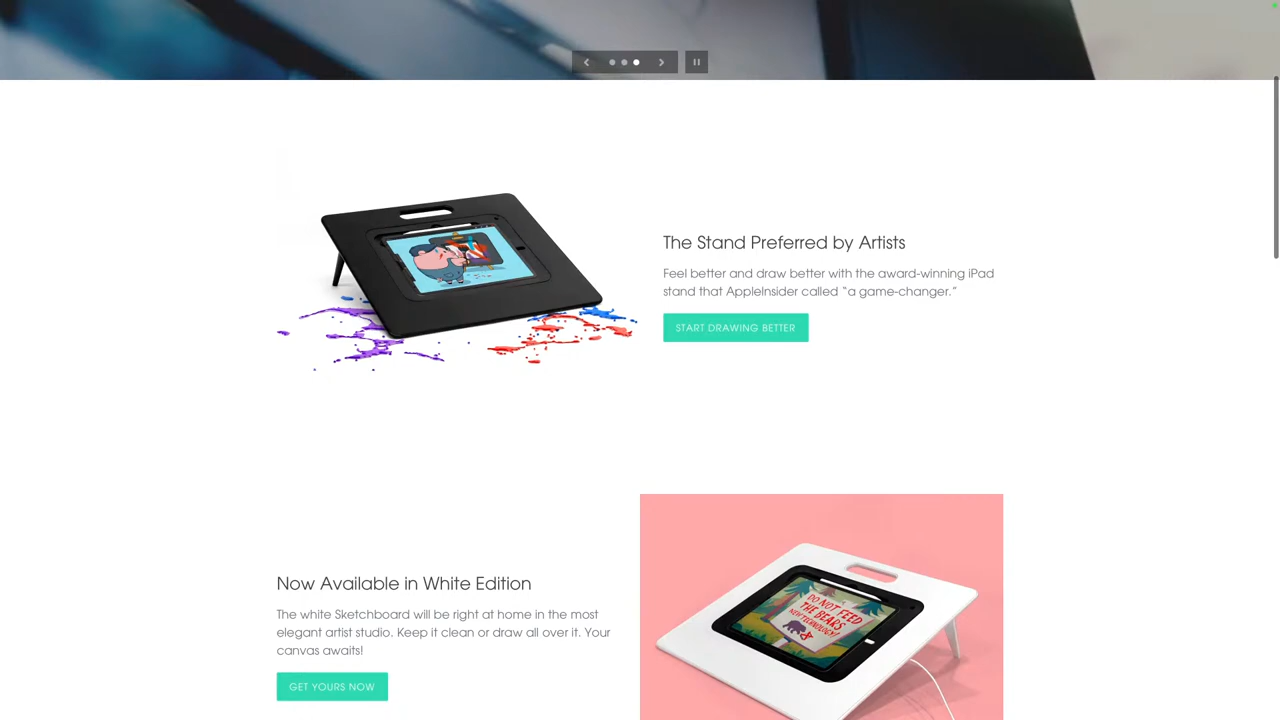 The Stand Preferred by Artists
Feel better and draw better with the award-winning iPad
stand that AppleInsider called “a game-changer.”
START DRAWING BETTER
Now Available in White Edition
The white Sketchboard will be right at home in the most
elegant artist studio. Keep it clean or draw all over it. Your
canvas awaits!
GET YOURS NOW
DO NOT FEED
THE BEARS
NEW TECHNOLOGY!